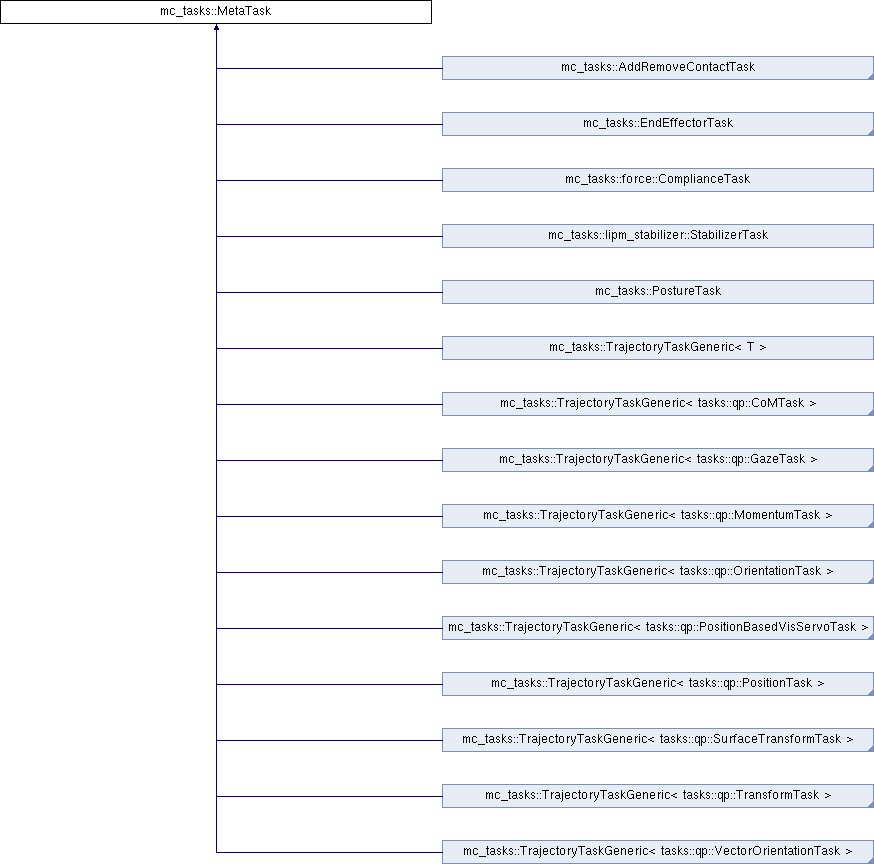 mc_tasks::MetaTask
mc_tasks::AddRemoveContactTask
mc_tasks::EndEffectorTask
mc_tasks::force::ComplianceTask
mc_tasks::lipm_stabilizer::StabilizerTask
mc_tasks::PostureTask
mc_tasks::TrajectoryTaskGeneric< T >
mc_tasks::TrajectoryTaskGeneric< tasks::qp::CoMTask >
mc_tasks::TrajectoryTaskGeneric< tasks::qp::GazeTask >
mc_tasks::TrajectoryTaskGeneric< tasks::qp::MomentumTask >
mc_tasks::TrajectoryTaskGeneric< tasks::qp::OrientationTask >
mc_tasks::TrajectoryTaskGeneric< tasks::qp::PositionBasedVisServoTask >
mc_tasks::TrajectoryTaskGeneric< tasks::qp::PositionTask >
mc_tasks::TrajectoryTaskGeneric< tasks::qp::SurfaceTransformTask >
mc_tasks::TrajectoryTaskGeneric< tasks::qp::TransformTask >
mc_tasks::TrajectoryTaskGeneric< tasks::qp::VectorOrientationTask >